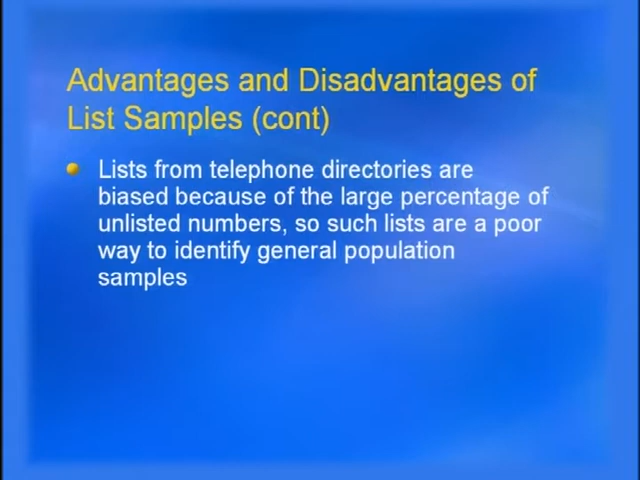 Advantages and Disadvantages of
List Samples (cont)
Lists from telephone directories are
biased because of the large percentage of
unlisted numbers, so such lists are a poor
way to identify general population
samples